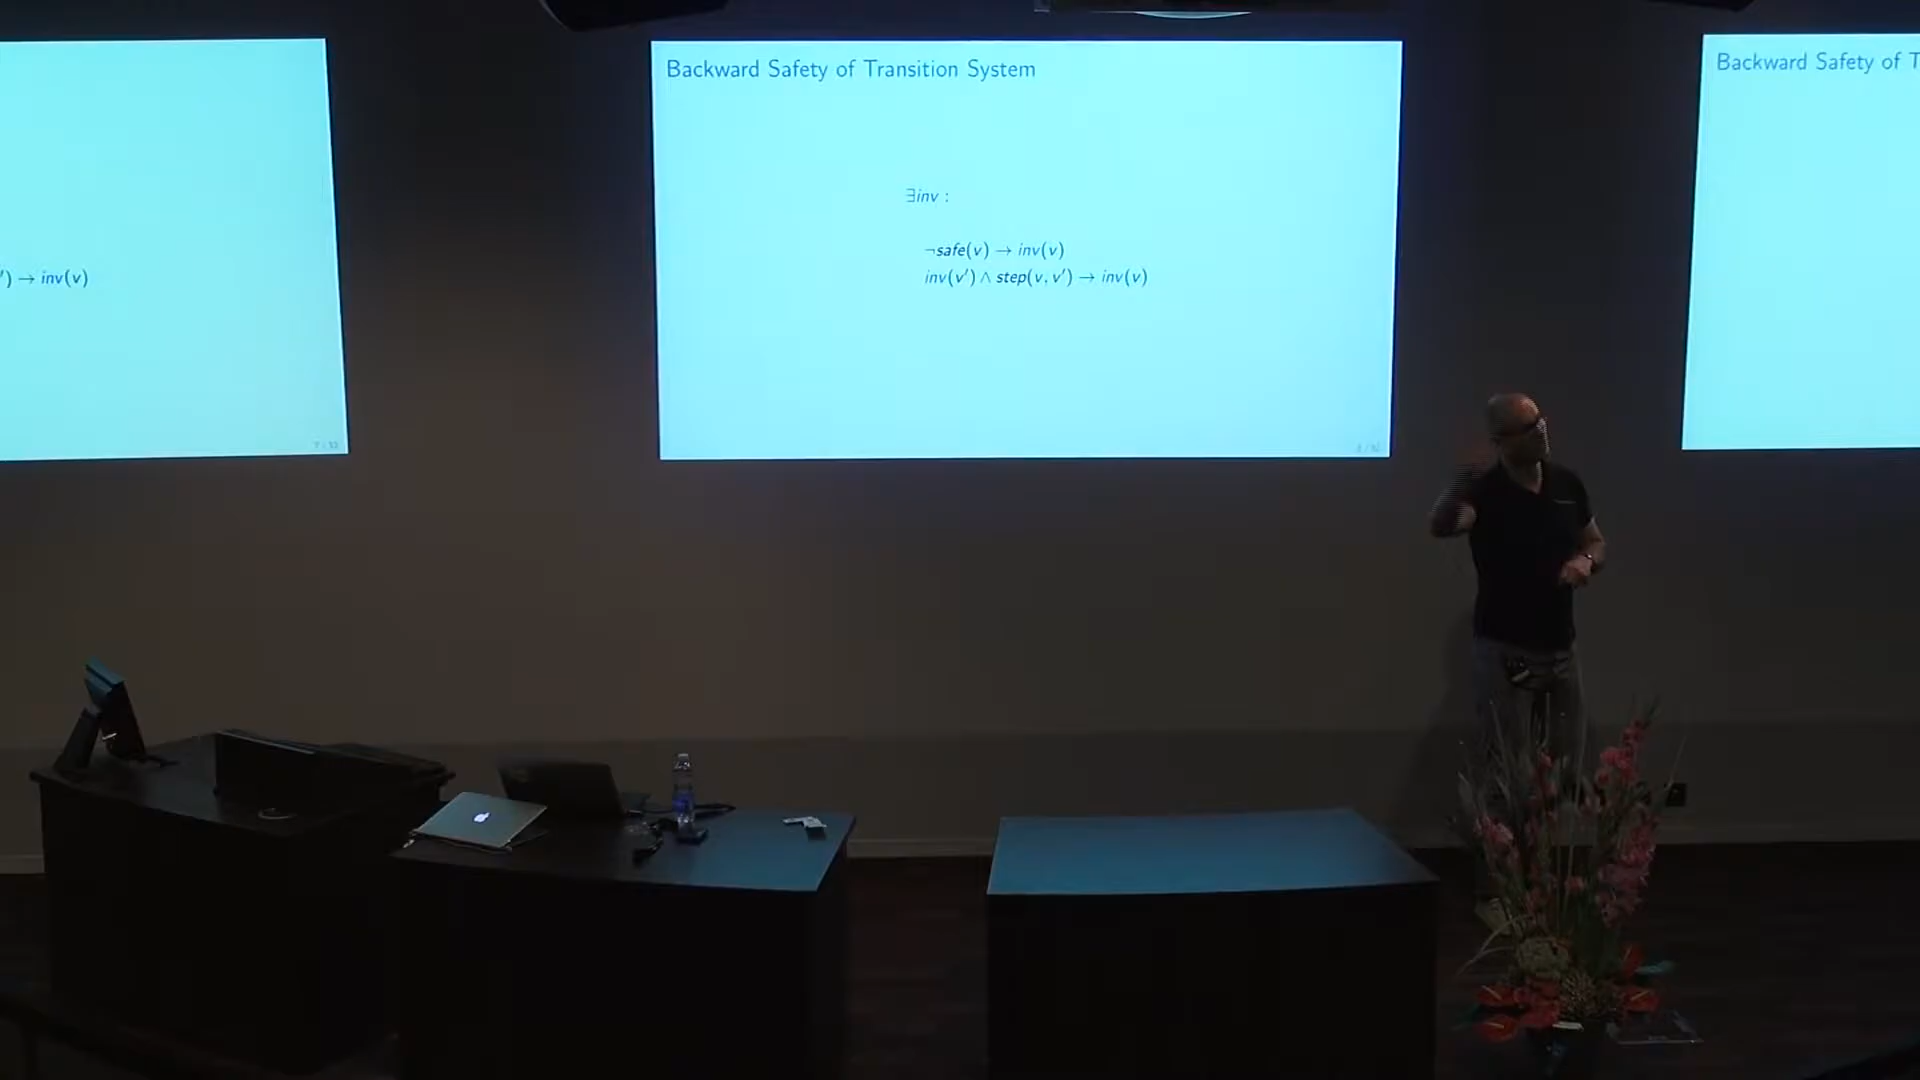 ′) → inv(v)
Backward Safety of Transition System
∃inv :
¬safe(v) → inv(v)
inv(v′) ∧ step(v, v′) → inv(v)
Backward Safety of T